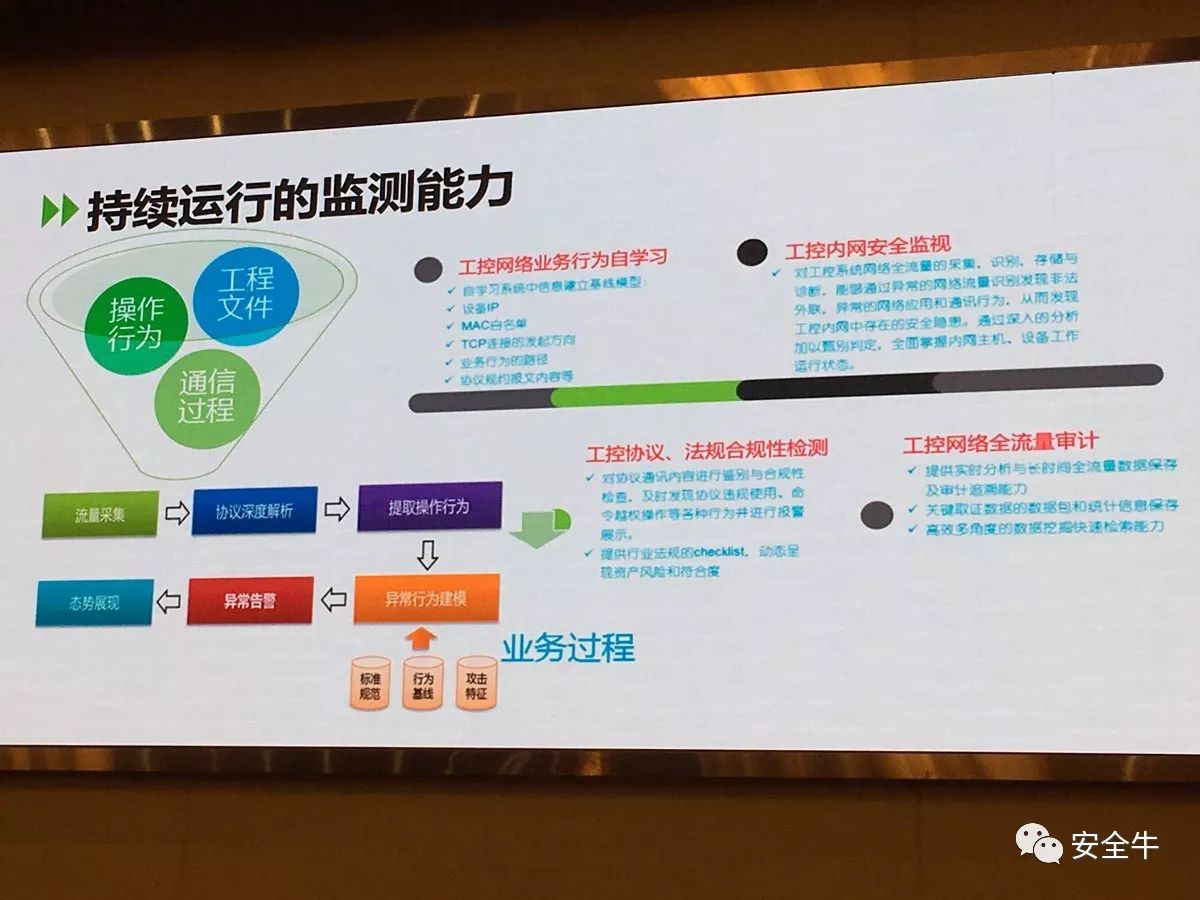 持续运行的监测能力
操作
行为
工程
文件
通信
过程
工控网络业务行为自学习
自学习系统中信息建立基线模型：
设备IP
MAC白名单
TCP连接的发起方向
业务行为的路径
协议规约报文内容等
工控内网安全监视
对工控系统网络全流量的采集、识别、存储与
诊断，能够通过异常的网络流量识别发现非法
外联、异常的网络应用和通讯行为，从而发现
工控内网中存在的安全隐患。通过深入的分析
加以甄别判定，全面掌握内网主机、设备工作
运行状态。
工控协议、法规合规性检测
对协议通讯内容进行鉴别与合规性
检查，及时发现协议违规使用、命
令越权操作等各种行为并进行报警
展示。
提供行业法规的checklist，动态呈
现资产风险和符合度
工控网络全流量审计
提供实时分析与长时间全流量数据保存
及审计追溯能力
关键取证数据的数据包和统计信息保存
高效多角度的数据挖掘快速检索能力
流量采集
协议深度解析
提取操作行为
态势展现
异常告警
异常行为建模
业务过程
标准
规范
行为
基线
攻击
特征
安全牛